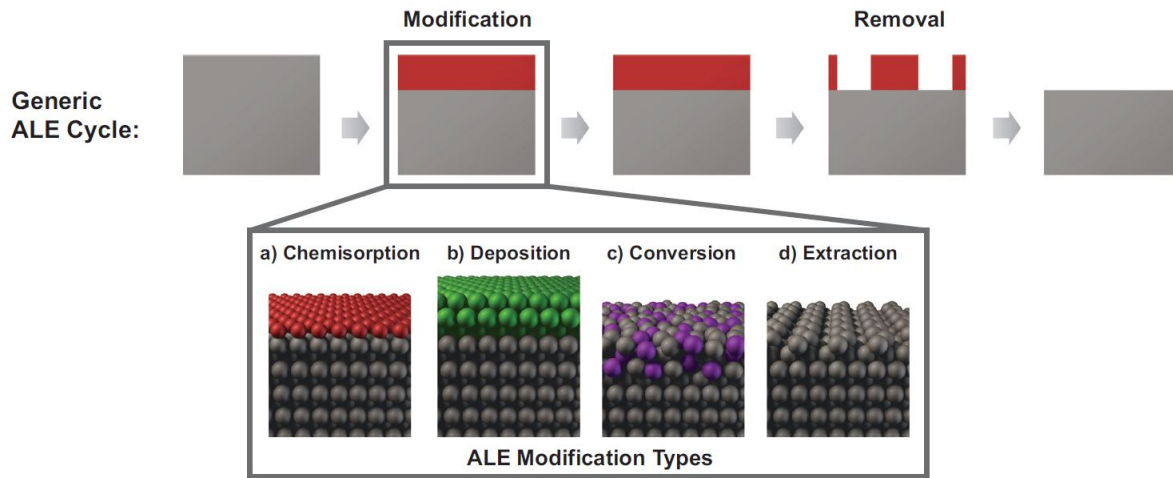 Modification
Removal
Generic
ALE Cycle:
a) Chemisorption
b) Deposition
c) Conversion
d) Extraction
ALE Modification Types